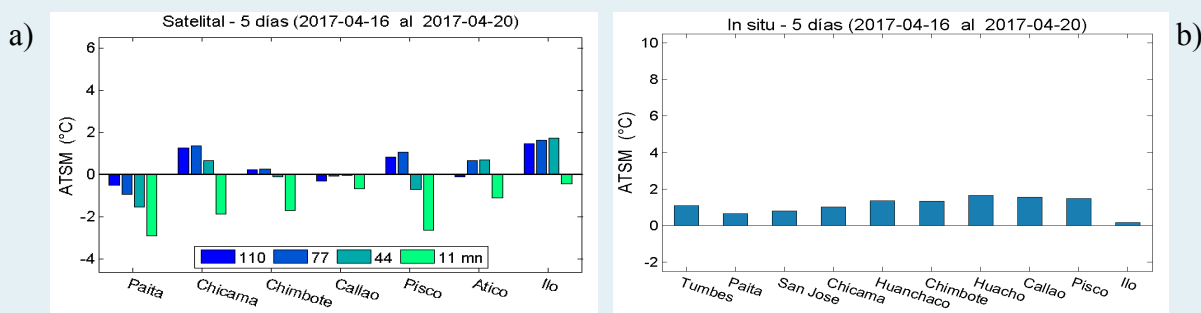 a)
Satelital - 5 días (2017-04-16 al 2017-04-20)
6
4
2
0
-2
-4
ATSM (°C)
110 77 44 11 mn
Paita Chicama Chimbote Callao Pisco Atico Ilo
b)
In situ - 5 días (2017-04-16 al 2017-04-20)
10
8
6
4
2
0
-2
ATSM (°C)
Tumbes Paita San Jose Chicama Huanchaco Chimbote Huacho Callao Pisco Ilo